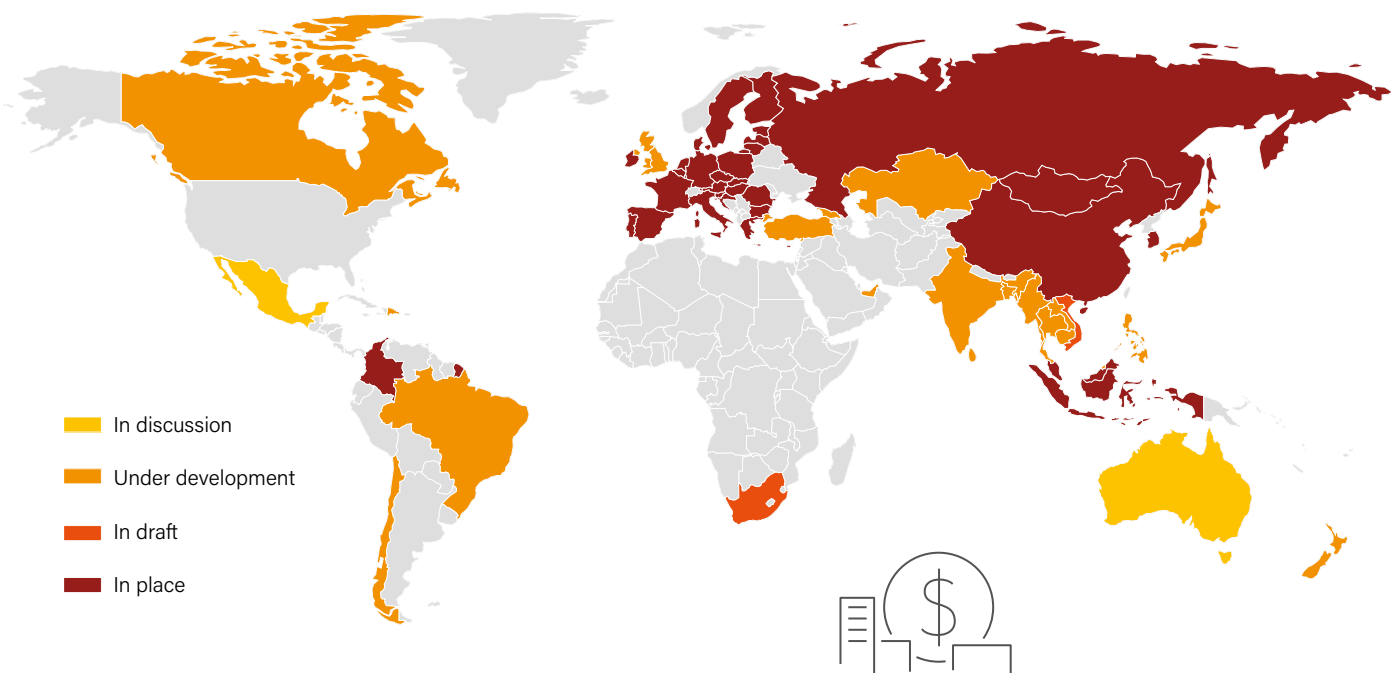 In discussion
Under development
In draft
In place
$